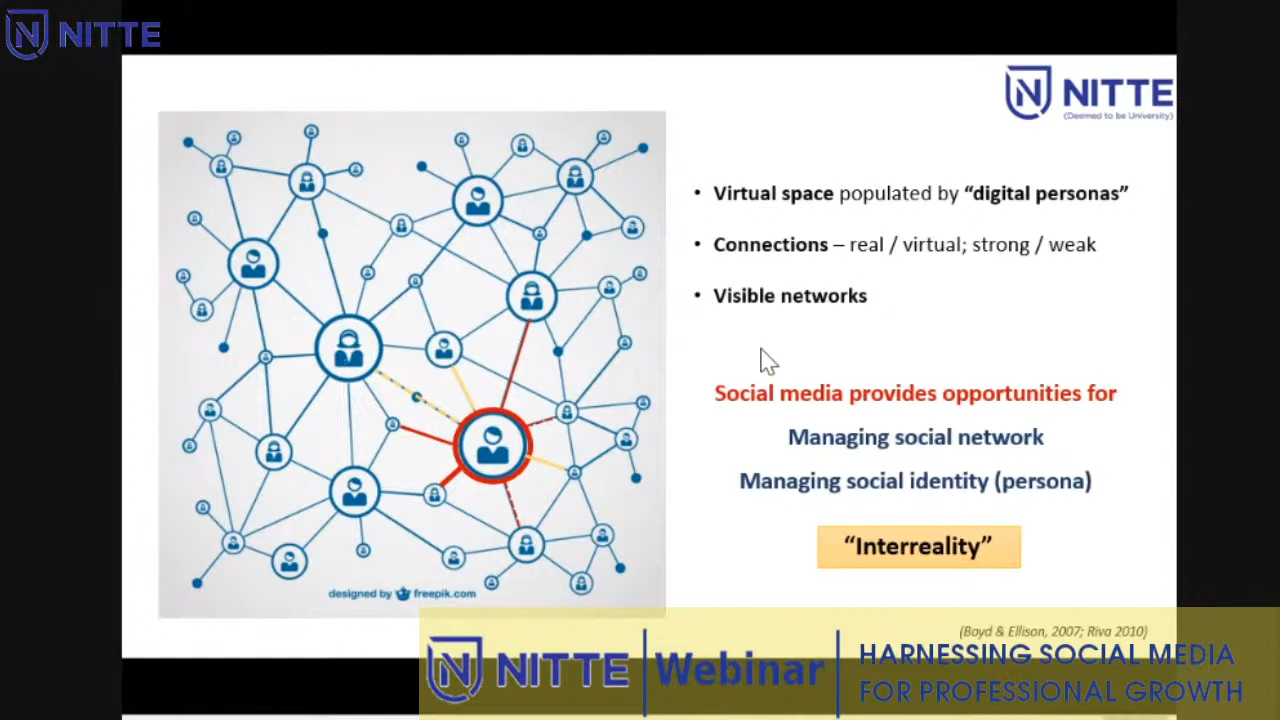 NITTE
NITTE
(Deemed to be University)
• Virtual space populated by “digital personas”
• Connections – real / virtual; strong / weak
• Visible networks
Social media provides opportunities for
Managing social network
Managing social identity (persona)
“Interreality”
designed by freepik.com
(Boyd & Ellison, 2007; Riva 2010)
NITTE Webinar
HARNESSING SOCIAL MEDIA
FOR PROFESSIONAL GROWTH